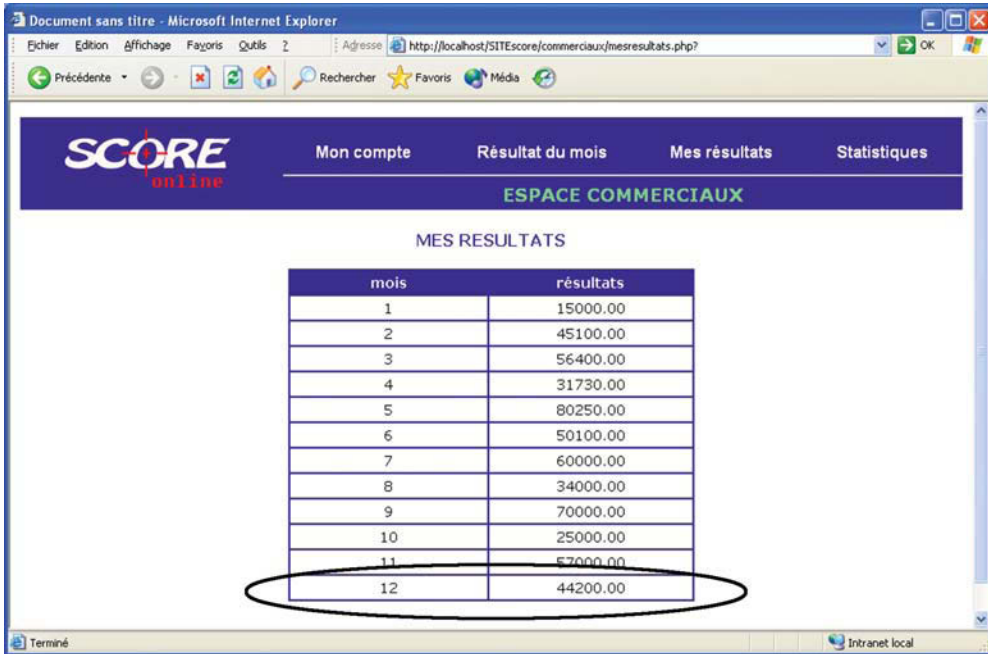 Document sans titre - Microsoft Internet Explorer
Fichier Edition Affichage Favoris Outils ? Adresse http://localhost/SITEscore/commerciaux/mesresultats.php? OK
Précédente Rechercher Favoris Média
SCORE
online
Mon compte Résultat du mois Mes résultats Statistiques
ESPACE COMMERCIAUX
MES RESULTATS
mois résultats
1 15000.00
2 45100.00
3 56400.00
4 31730.00
5 80250.00
6 50100.00
7 60000.00
8 34000.00
9 70000.00
10 25000.00
11 57000.00
12 44200.00
Terminé Intranet local